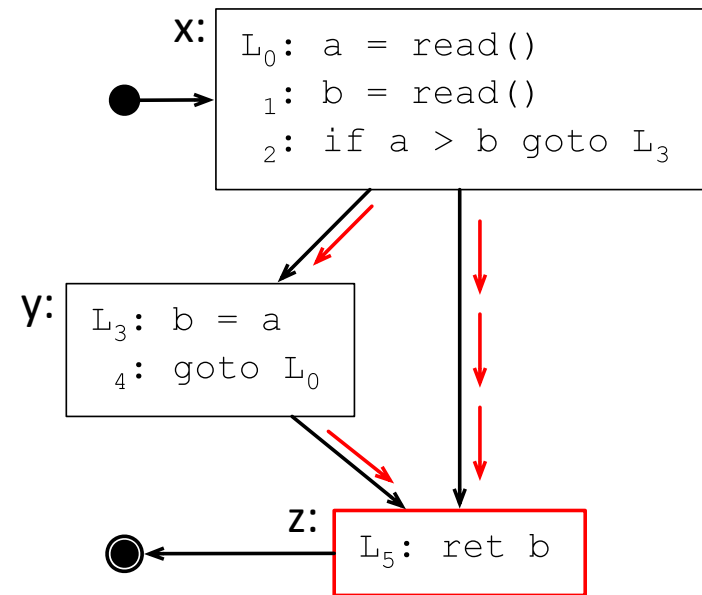 x:
L₀: a = read()
₁: b = read()
₂: if a > b goto L₃
y:
L₃: b = a
₄: goto L₀
z:
L₅: ret b